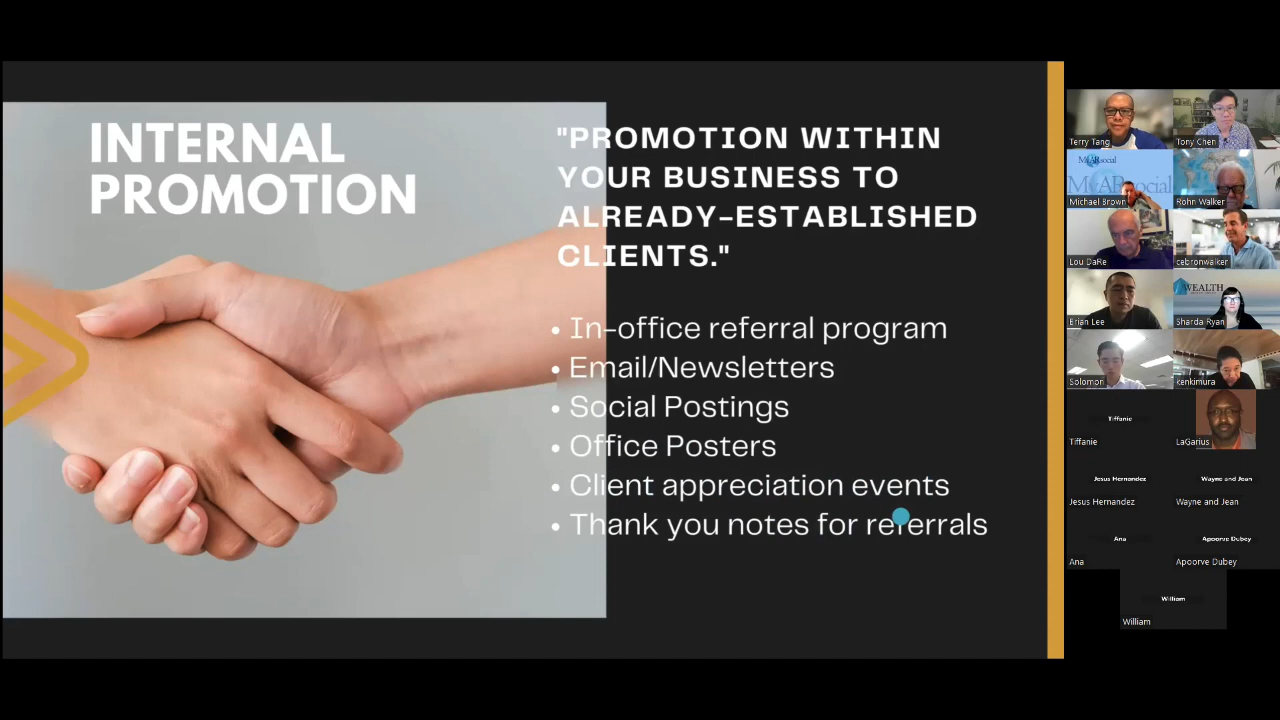 INTERNAL
PROMOTION
"PROMOTION WITHIN
YOUR BUSINESS TO
ALREADY-ESTABLISHED
CLIENTS."
• In-office referral program
• Email/Newsletters
• Social Postings
• Office Posters
• Client appreciation events
• Thank you notes for referrals
Terry Tang
Tony Chen
MyARsocial
MyARsocial
Michael Brown
Rohn Walker
Lou DaRe
cebronwalker
Brian Lee
WEALTH
Sharda Ryan
Solomon
kenkimura
Tiffanie
Tiffanie
LaGarius
Jesus Hernandez
Wayne and Jean
Jesus Hernandez
Wayne and Jean
Ana
Apoorve Dubey
Ana
Apoorve Dubey
William
William